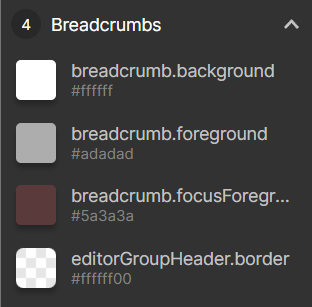 4 Breadcrumbs
breadcrumb.background
#ffffff
breadcrumb.foreground
#adadad
breadcrumb.focusForegr...
#5a3a3a
editorGroupHeader.border
#ffffff00